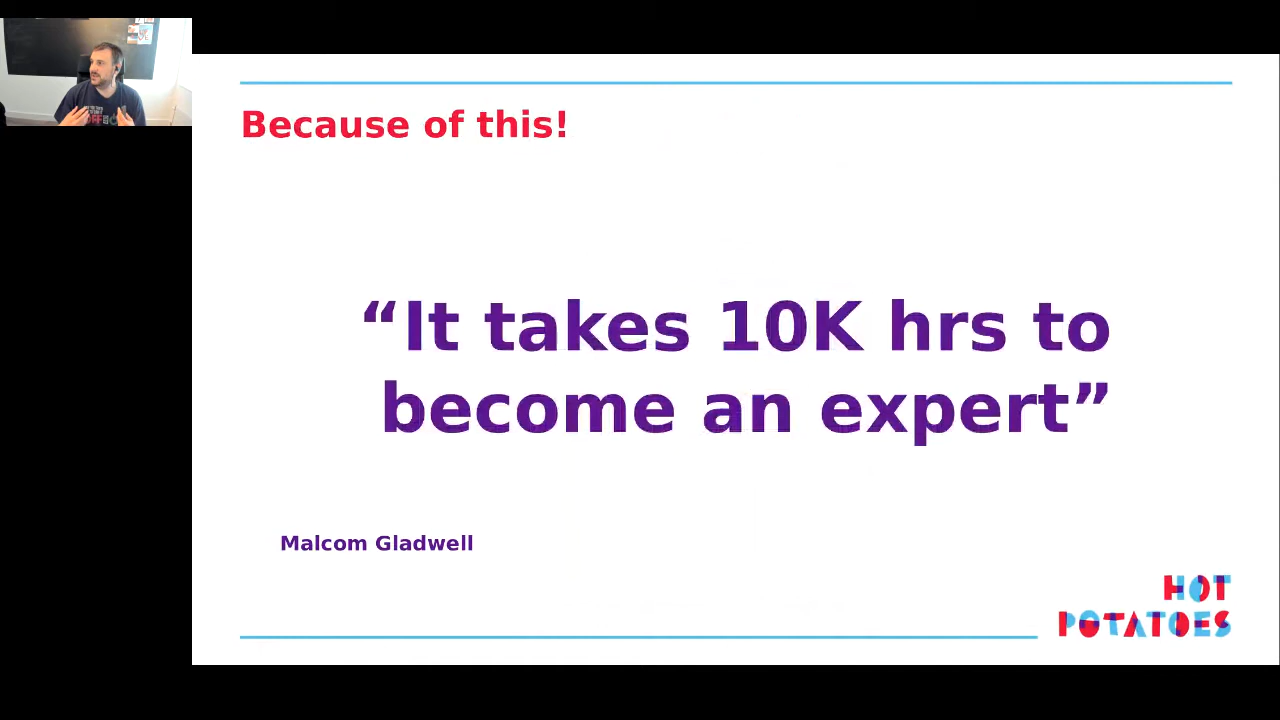 Because of this!
“It takes 10K hrs to
become an expert”
Malcom Gladwell
HOT
POTATOES